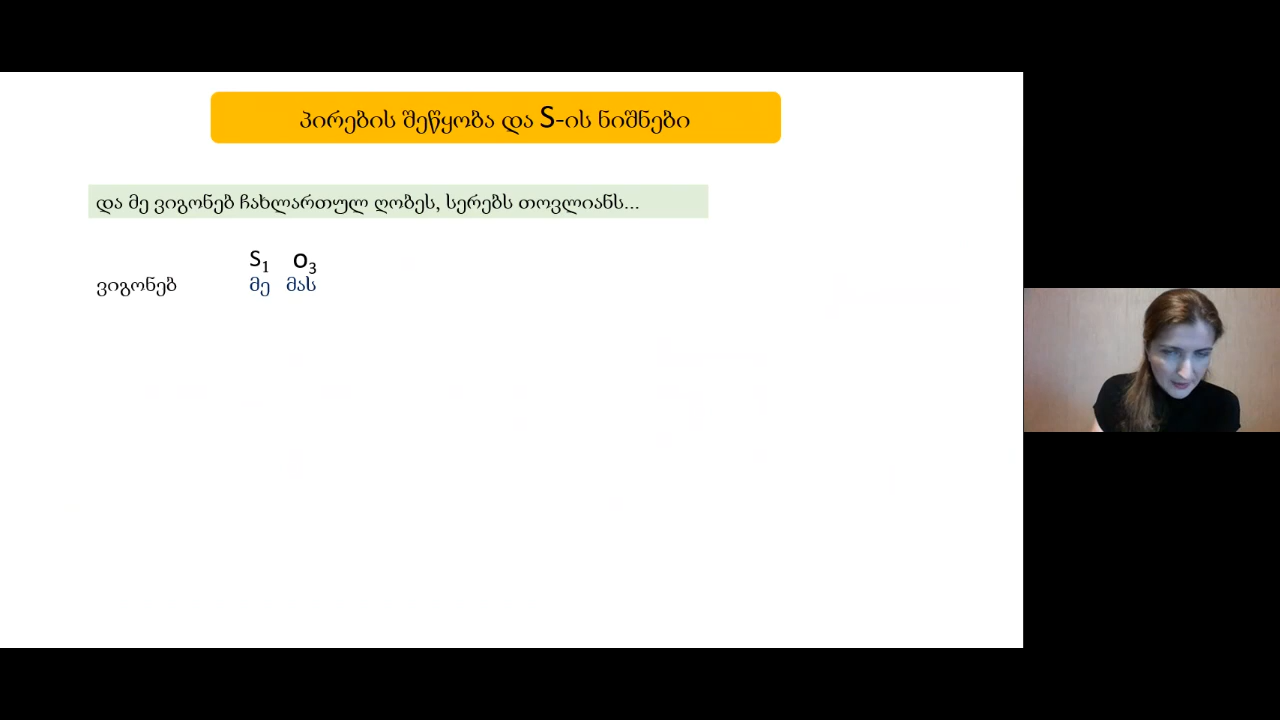 პირების შეწყობა და S-ის ნიშნები
და მე ვიგონებ ჩახლართულ ღობეს, სერებს თოვლიანს...
S1 O3
ვიგონებ მე მას